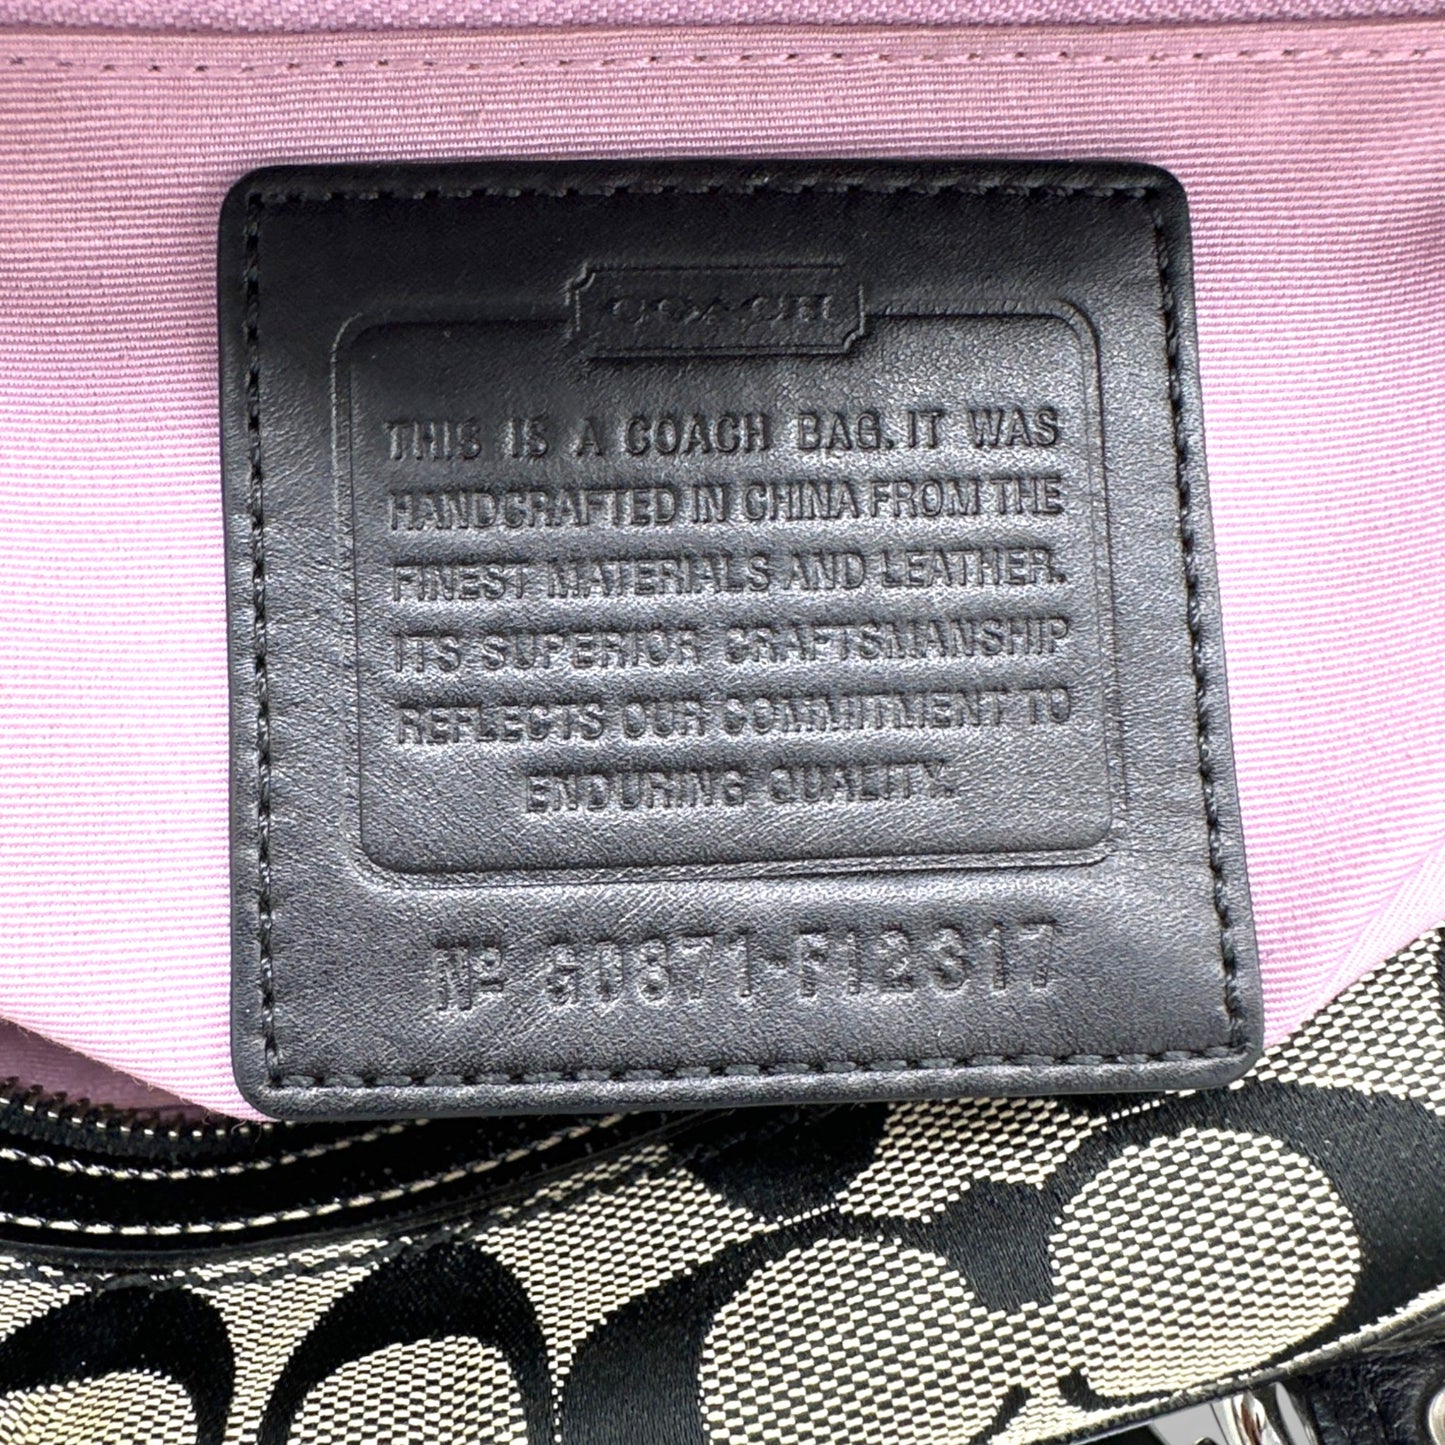 COACH
THIS IS A COACH BAG. IT WAS
HANDCRAFTED IN CHINA FROM THE
FINEST MATERIALS AND LEATHER.
ITS SUPERIOR CRAFTSMANSHIP
REFLECTS OUR COMMITMENT TO
ENDURING QUALITY.
Nº G0871-F12317